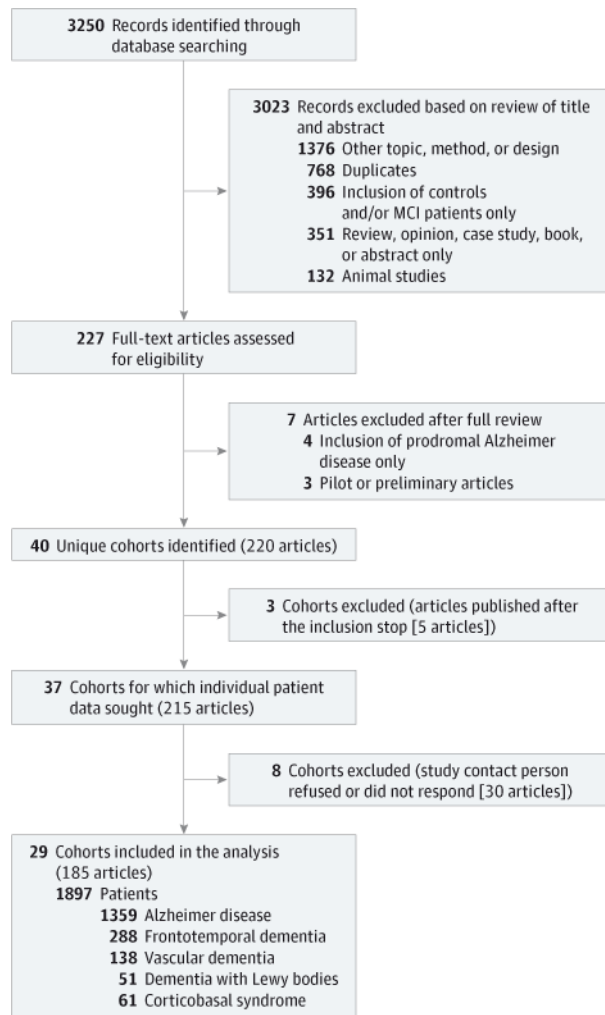 3250 Records identified through
database searching
3023 Records excluded based on review of title
and abstract
1376 Other topic, method, or design
768 Duplicates
396 Inclusion of controls
and/or MCI patients only
351 Review, opinion, case study, book,
or abstract only
132 Animal studies
227 Full-text articles assessed
for eligibility
7 Articles excluded after full review
4 Inclusion of prodromal Alzheimer
disease only
3 Pilot or preliminary articles
40 Unique cohorts identified (220 articles)
3 Cohorts excluded (articles published after
the inclusion stop [5 articles])
37 Cohorts for which individual patient
data sought (215 articles)
8 Cohorts excluded (study contact person
refused or did not respond [30 articles])
29 Cohorts included in the analysis
(185 articles)
1897 Patients
1359 Alzheimer disease
288 Frontotemporal dementia
138 Vascular dementia
51 Dementia with Lewy bodies
61 Corticobasal syndrome